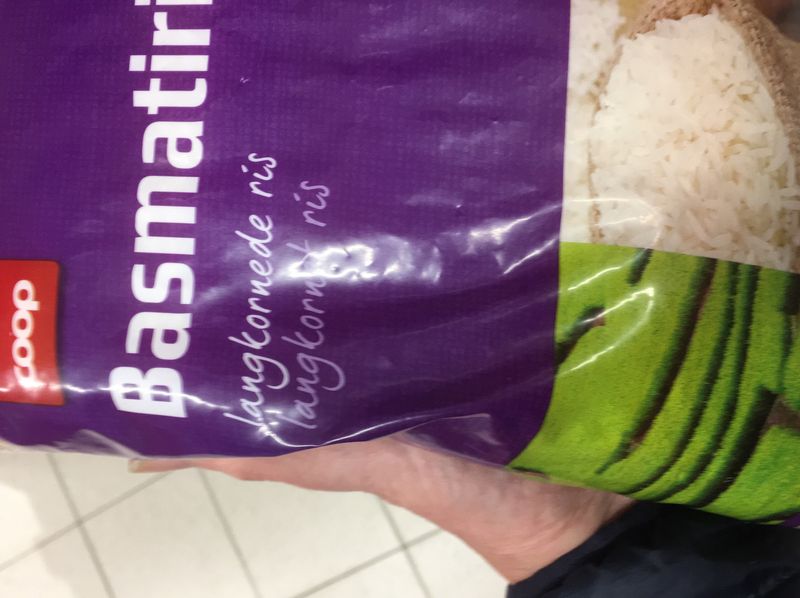 coop
Basmatiri
langkornede ris
langkornet ris